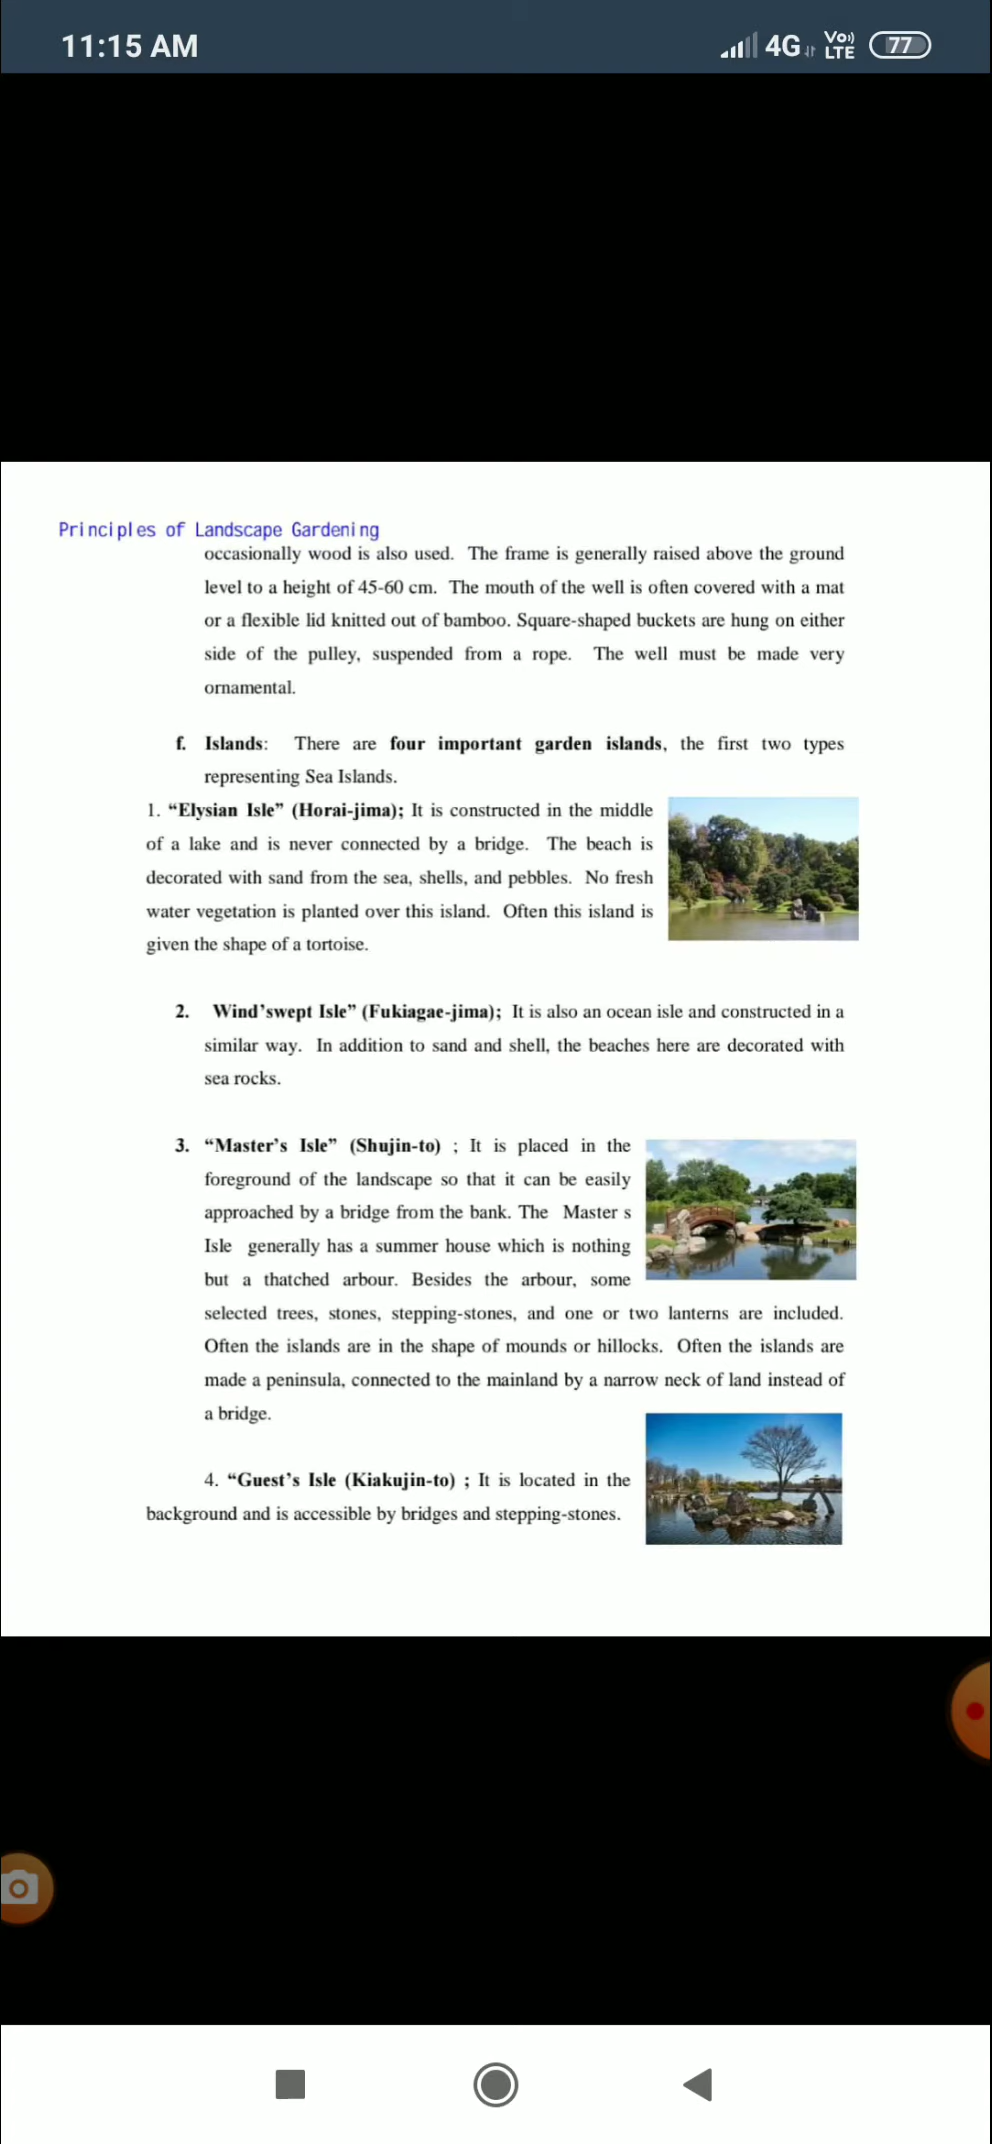 11:15 AM
4G Vo)) LTE 77
Principles of Landscape Gardening
occasionally wood is also used. The frame is generally raised above the ground
level to a height of 45-60 cm. The mouth of the well is often covered with a mat
or a flexible lid knitted out of bamboo. Square-shaped buckets are hung on either
side of the pulley, suspended from a rope. The well must be made very
ornamental.
f. Islands: There are four important garden islands, the first two types
representing Sea Islands.
1. “Elysian Isle” (Horai-jima); It is constructed in the middle
of a lake and is never connected by a bridge. The beach is
decorated with sand from the sea, shells, and pebbles. No fresh
water vegetation is planted over this island. Often this island is
given the shape of a tortoise.
2. Wind’swept Isle” (Fukiagae-jima); It is also an ocean isle and constructed in a
similar way. In addition to sand and shell, the beaches here are decorated with
sea rocks.
3. “Master’s Isle” (Shujin-to) ; It is placed in the
foreground of the landscape so that it can be easily
approached by a bridge from the bank. The Master s
Isle generally has a summer house which is nothing
but a thatched arbour. Besides the arbour, some
selected trees, stones, stepping-stones, and one or two lanterns are included.
Often the islands are in the shape of mounds or hillocks. Often the islands are
made a peninsula, connected to the mainland by a narrow neck of land instead of
a bridge.
4. “Guest’s Isle (Kiakujin-to) ; It is located in the
background and is accessible by bridges and stepping-stones.